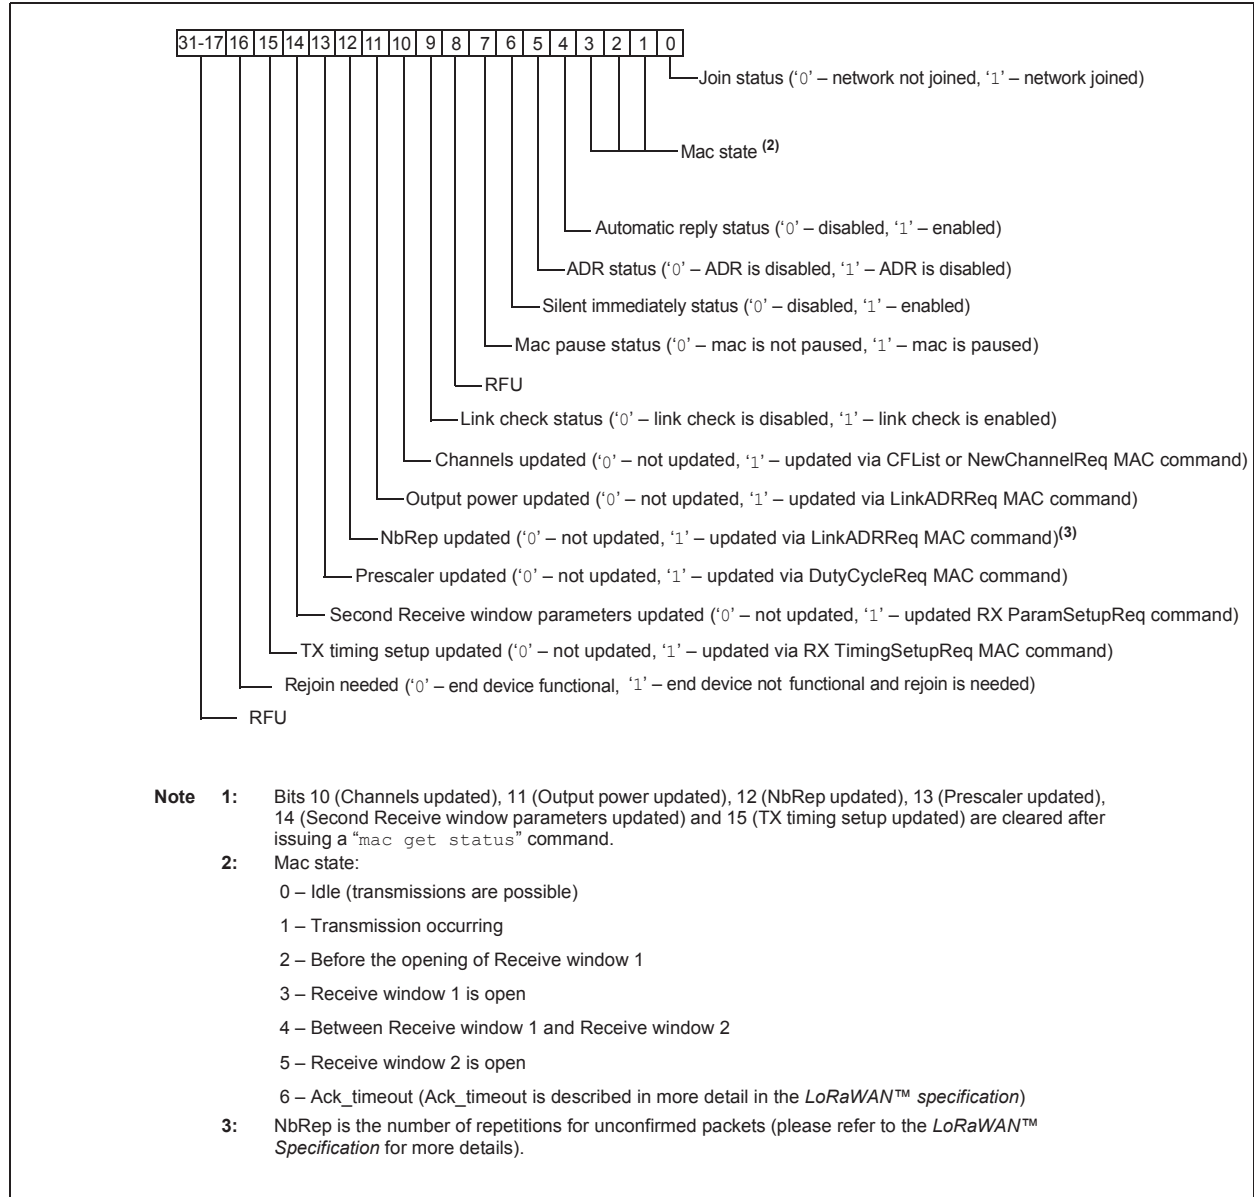 31-17 16 15 14 13 12 11 10 9 8 7 6 5 4 3 2 1 0
Join status (‘0’ – network not joined, ‘1’ – network joined)
Mac state (2)
Automatic reply status (‘0’ – disabled, ‘1’ – enabled)
ADR status (‘0’ – ADR is disabled, ‘1’ – ADR is disabled)
Silent immediately status (‘0’ – disabled, ‘1’ – enabled)
Mac pause status (‘0’ – mac is not paused, ‘1’ – mac is paused)
RFU
Link check status (‘0’ – link check is disabled, ‘1’ – link check is enabled)
Channels updated (‘0’ – not updated, ‘1’ – updated via CFList or NewChannelReq MAC command)
Output power updated (‘0’ – not updated, ‘1’ – updated via LinkADRReq MAC command)
NbRep updated (‘0’ – not updated, ‘1’ – updated via LinkADRReq MAC command)(3)
Prescaler updated (‘0’ – not updated, ‘1’ – updated via DutyCycleReq MAC command)
Second Receive window parameters updated (‘0’ – not updated, ‘1’ – updated RX ParamSetupReq command)
TX timing setup updated (‘0’ – not updated, ‘1’ – updated via RX TimingSetupReq MAC command)
Rejoin needed (‘0’ – end device functional, ‘1’ – end device not functional and rejoin is needed)
RFU
Note 1: Bits 10 (Channels updated), 11 (Output power updated), 12 (NbRep updated), 13 (Prescaler updated),
14 (Second Receive window parameters updated) and 15 (TX timing setup updated) are cleared after
issuing a “mac get status” command.
2: Mac state:
0 – Idle (transmissions are possible)
1 – Transmission occurring
2 – Before the opening of Receive window 1
3 – Receive window 1 is open
4 – Between Receive window 1 and Receive window 2
5 – Receive window 2 is open
6 – Ack_timeout (Ack_timeout is described in more detail in the LoRaWAN™ specification)
3: NbRep is the number of repetitions for unconfirmed packets (please refer to the LoRaWAN™
Specification for more details).